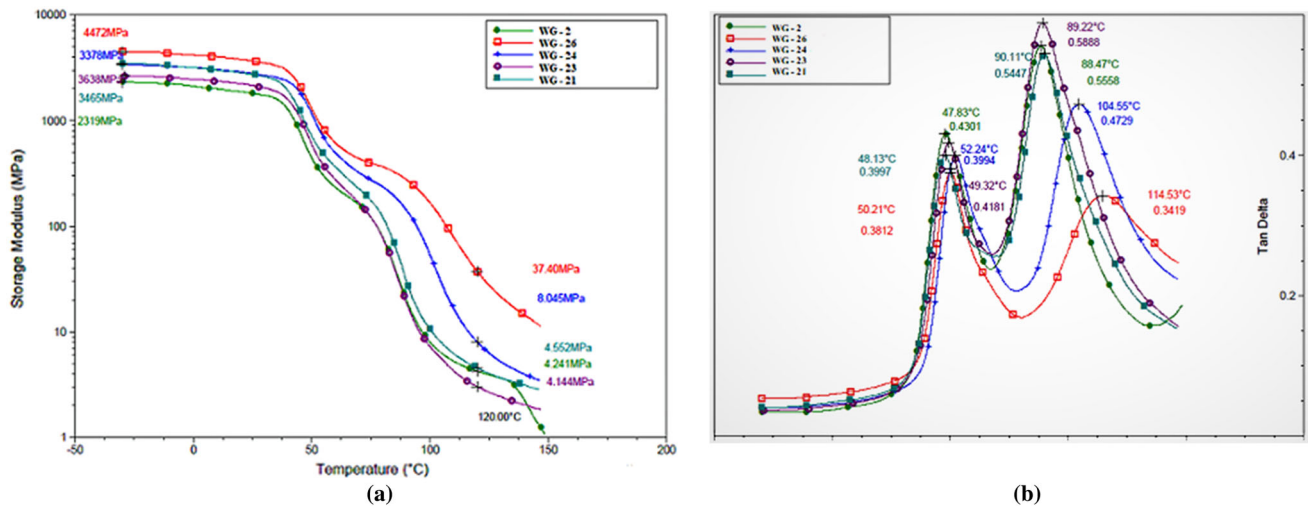 (a)
10000
1000
100
10
1
Storage Modulus (MPa)
-50
0
50
100
150
200
Temperature (°C)
4472MPa
3378MPa
3638MPa
3465MPa
2319MPa
WG - 2
WG - 26
WG - 24
WG - 23
WG - 21
37.40MPa
8.045MPa
4.552MPa
4.241MPa
4.144MPa
120.00°C
(a)
WG - 2
WG - 26
WG - 24
WG - 23
WG - 21
89.22°C
0.5888
90.11°C
0.5447
88.47°C
0.5558
47.83°C
0.4301
104.55°C
0.4729
48.13°C
0.3997
52.24°C
0.3994
49.32°C
0.4181
50.21°C
0.3812
114.53°C
0.3419
0.4
0.2
Tan Delta
(b)
(b)